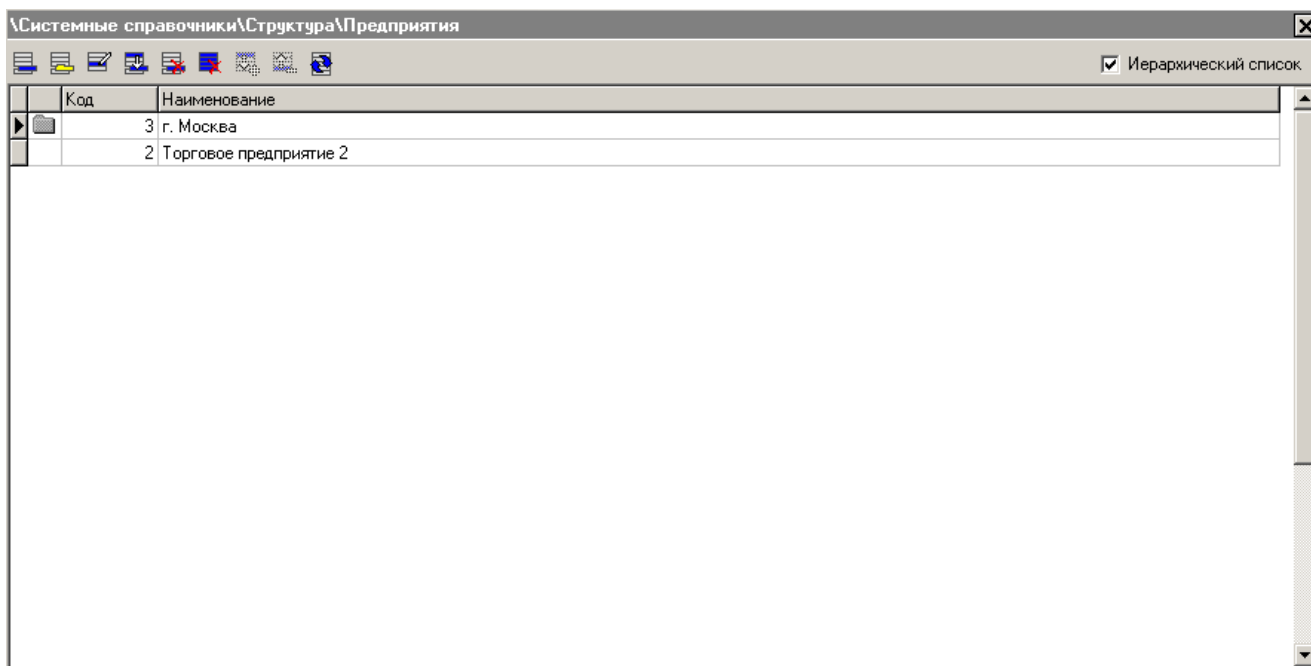 \Системные справочники\Структура\Предприятия
Иерархический список
Код Наименование
3 г. Москва
2 Торговое предприятие 2